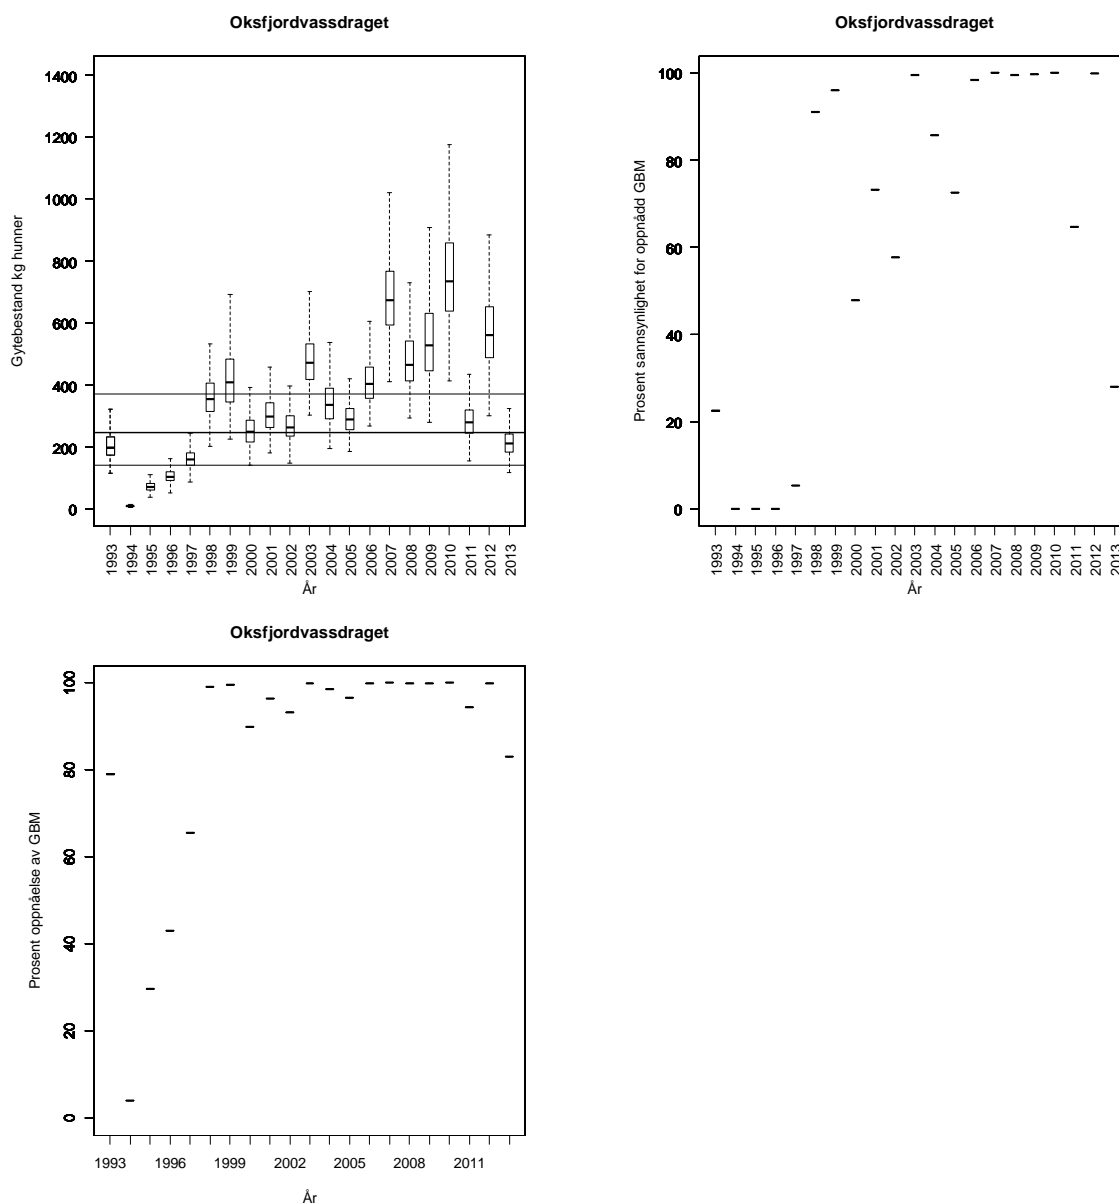 Oksfjordvassdraget
Gytebestand kg hunner
1400
1200
1000
800
600
400
200
0
1993 1994 1995 1996 1997 1998 1999 2000 2001 2002 2003 2004 2005 2006 2007 2008 2009 2010 2011 2012 2013
År
Oksfjordvassdraget
Prosent sannsynlighet for oppnådd GBM
100
80
60
40
20
0
1993 1994 1995 1996 1997 1998 1999 2000 2001 2002 2003 2004 2005 2006 2007 2008 2009 2010 2011 2012 2013
År
Oksfjordvassdraget
Prosent oppnåelse av GBM
100
80
60
40
20
0
1993 1996 1999 2002 2005 2008 2011
År